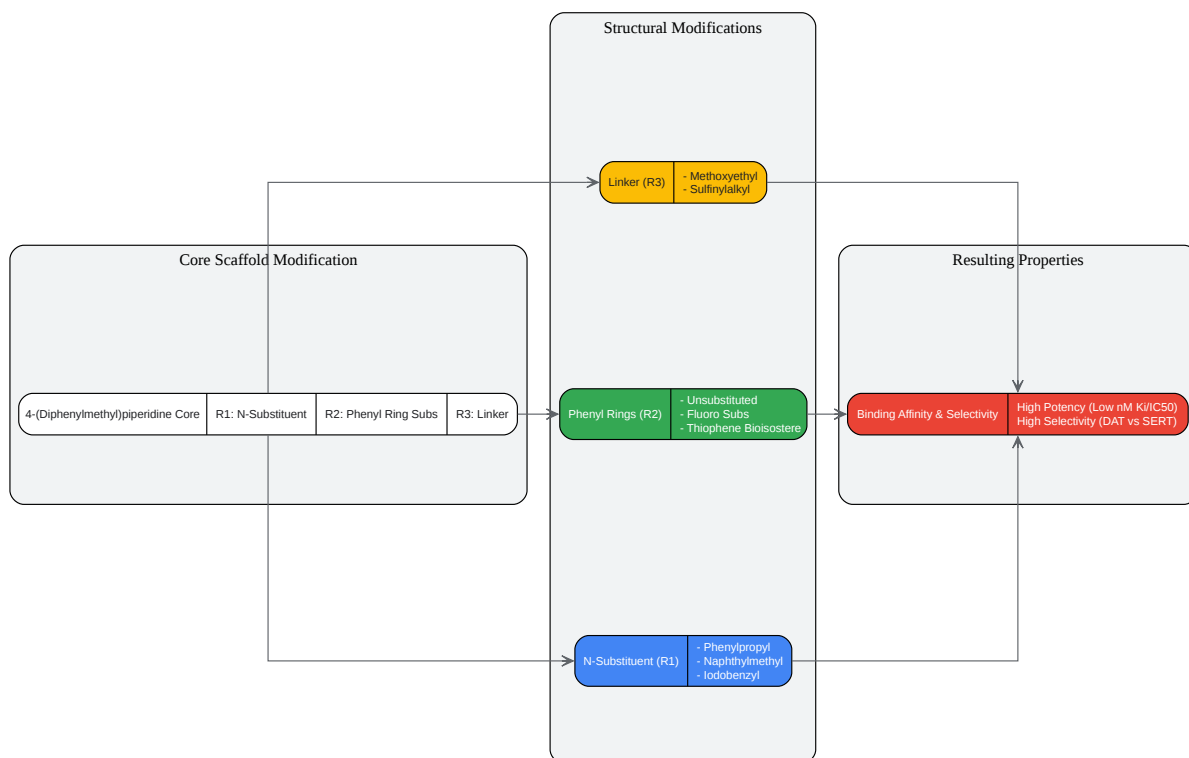 Structural Modifications
Linker (R3)
- Methoxyethyl
- Sulfinylalkyl
Core Scaffold Modification
4-(Diphenylmethyl)piperidine Core
R1: N-Substituent
R2: Phenyl Ring Subs
R3: Linker
Phenyl Rings (R2)
- Unsubstituted
- Fluoro Subs
- Thiophene Bioisostere
N-Substituent (R1)
- Phenylpropyl
- Naphthylmethyl
- Iodobenzyl
Resulting Properties
Binding Affinity & Selectivity
High Potency (Low nM Ki/IC50)
High Selectivity (DAT vs SERT)